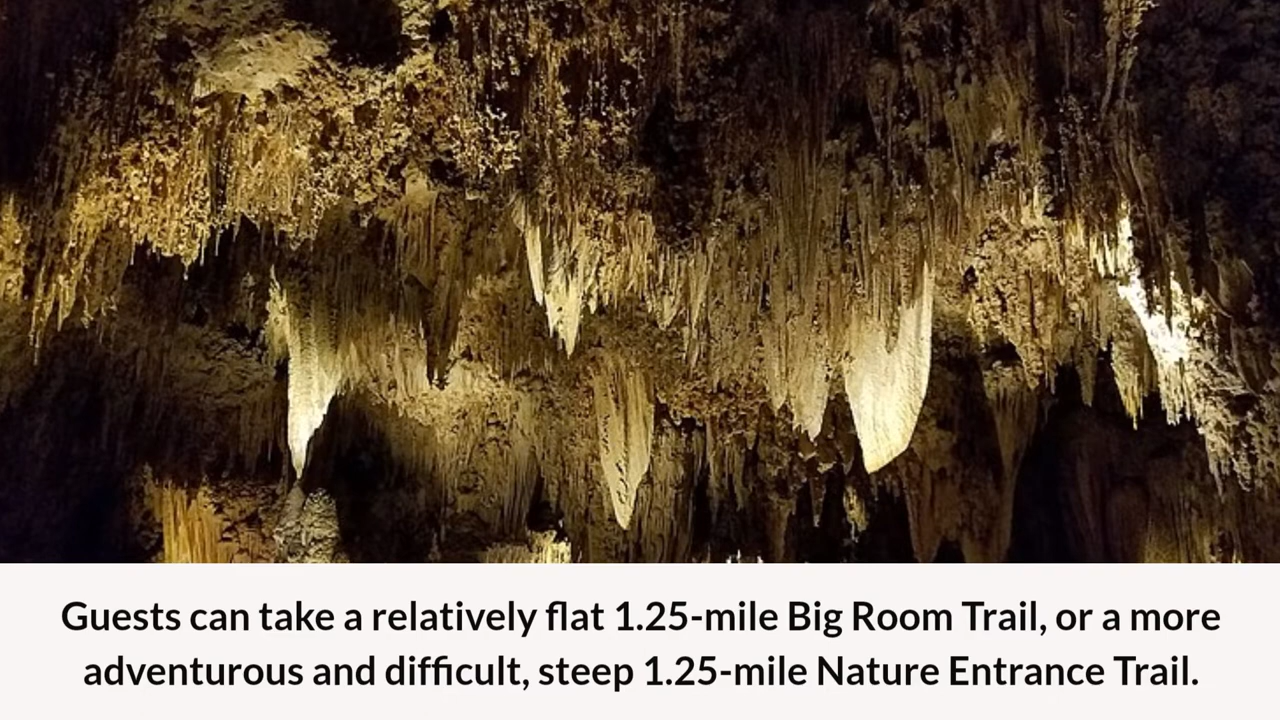 Guests can take a relatively flat 1.25-mile Big Room Trail, or a more
adventurous and difficult, steep 1.25-mile Nature Entrance Trail.